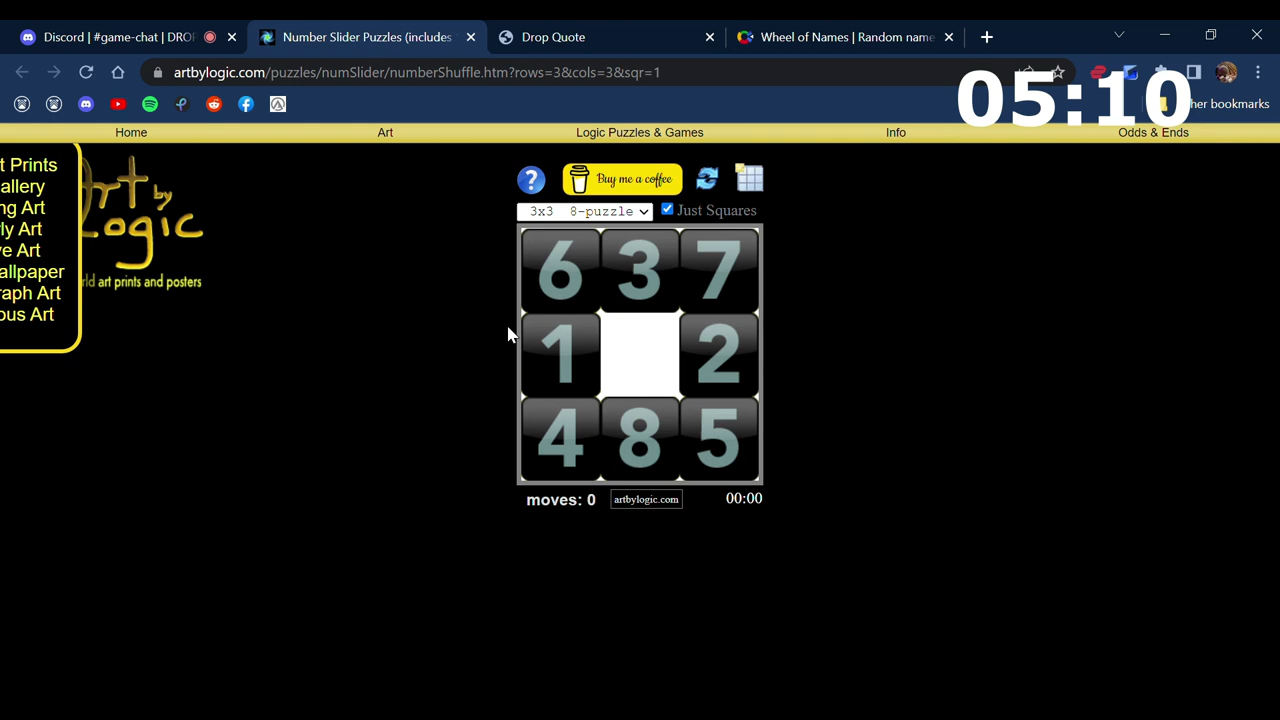 Discord | #game-chat | DRO
Number Slider Puzzles (includes
Drop Quote
Wheel of Names | Random name
artbylogic.com/puzzles/numSlider/numberShuffle.htm?rows=3&cols=3&sqr=1
05:10
her bookmarks
Home Art Logic Puzzles & Games Info Odds & Ends
t Prints
allery
ng Art
ly Art
ve Art
allpaper
raph Art
ous Art
Art by
Logic
rld art prints and posters
? Buy me a coffee
3x3 8-puzzle Just Squares
6 3 7
1 2
4 8 5
moves: 0 artbylogic.com 00:00